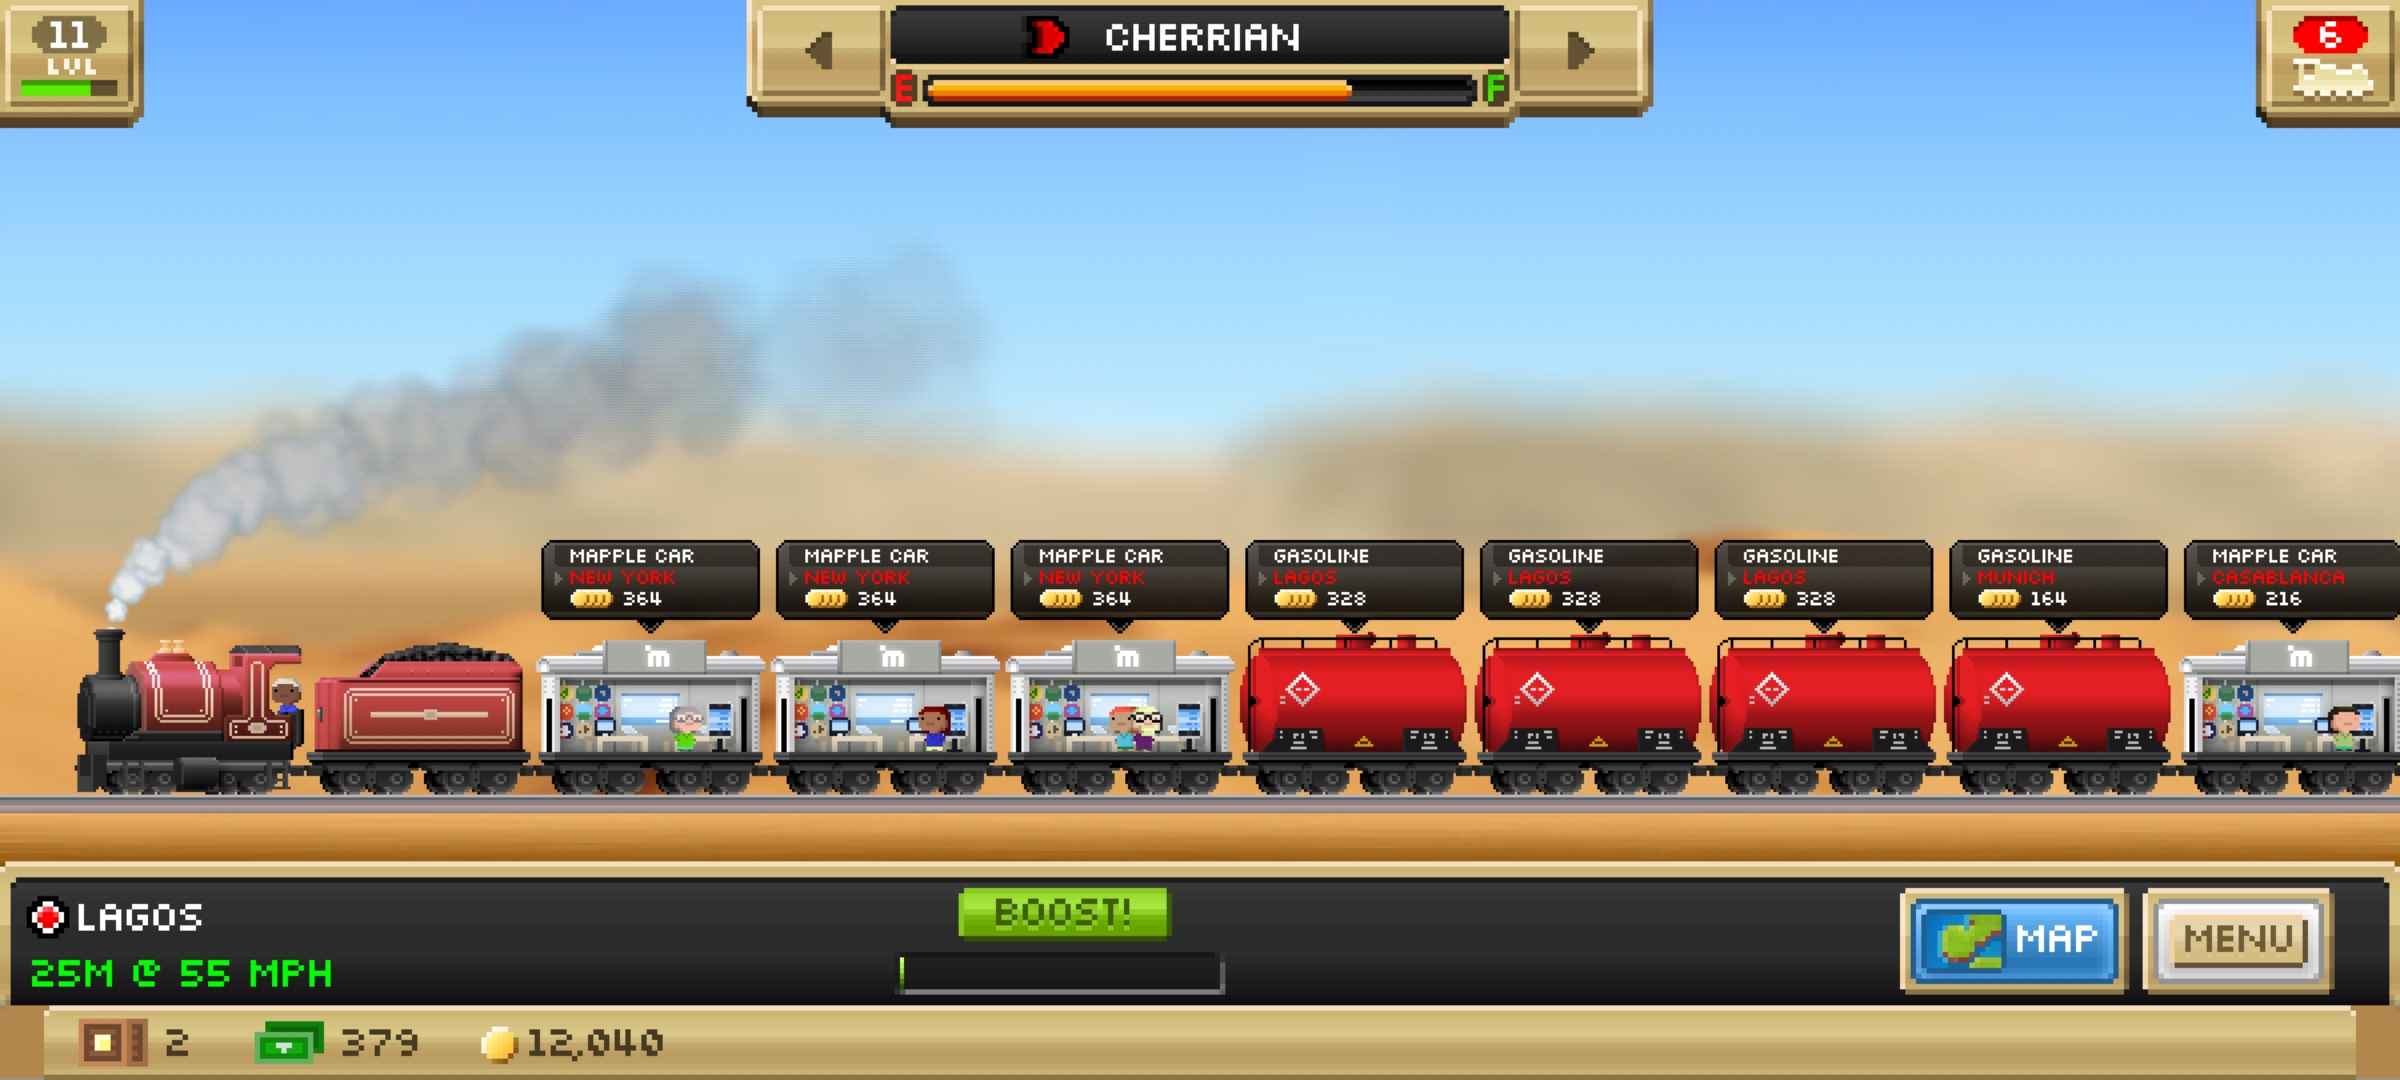 11
LVL
CHERRIAN
E
F
6
MAPPLE CAR
NEW YORK
364
MAPPLE CAR
NEW YORK
364
MAPPLE CAR
NEW YORK
364
GASOLINE
LAGOS
328
GASOLINE
LAGOS
328
GASOLINE
LAGOS
328
GASOLINE
MUNICH
164
MAPPLE CAR
CASABLANCA
216
m
m
m
m
LAGOS
25M @ 55 MPH
BOOST!
MAP
MENU
2
379
12,040